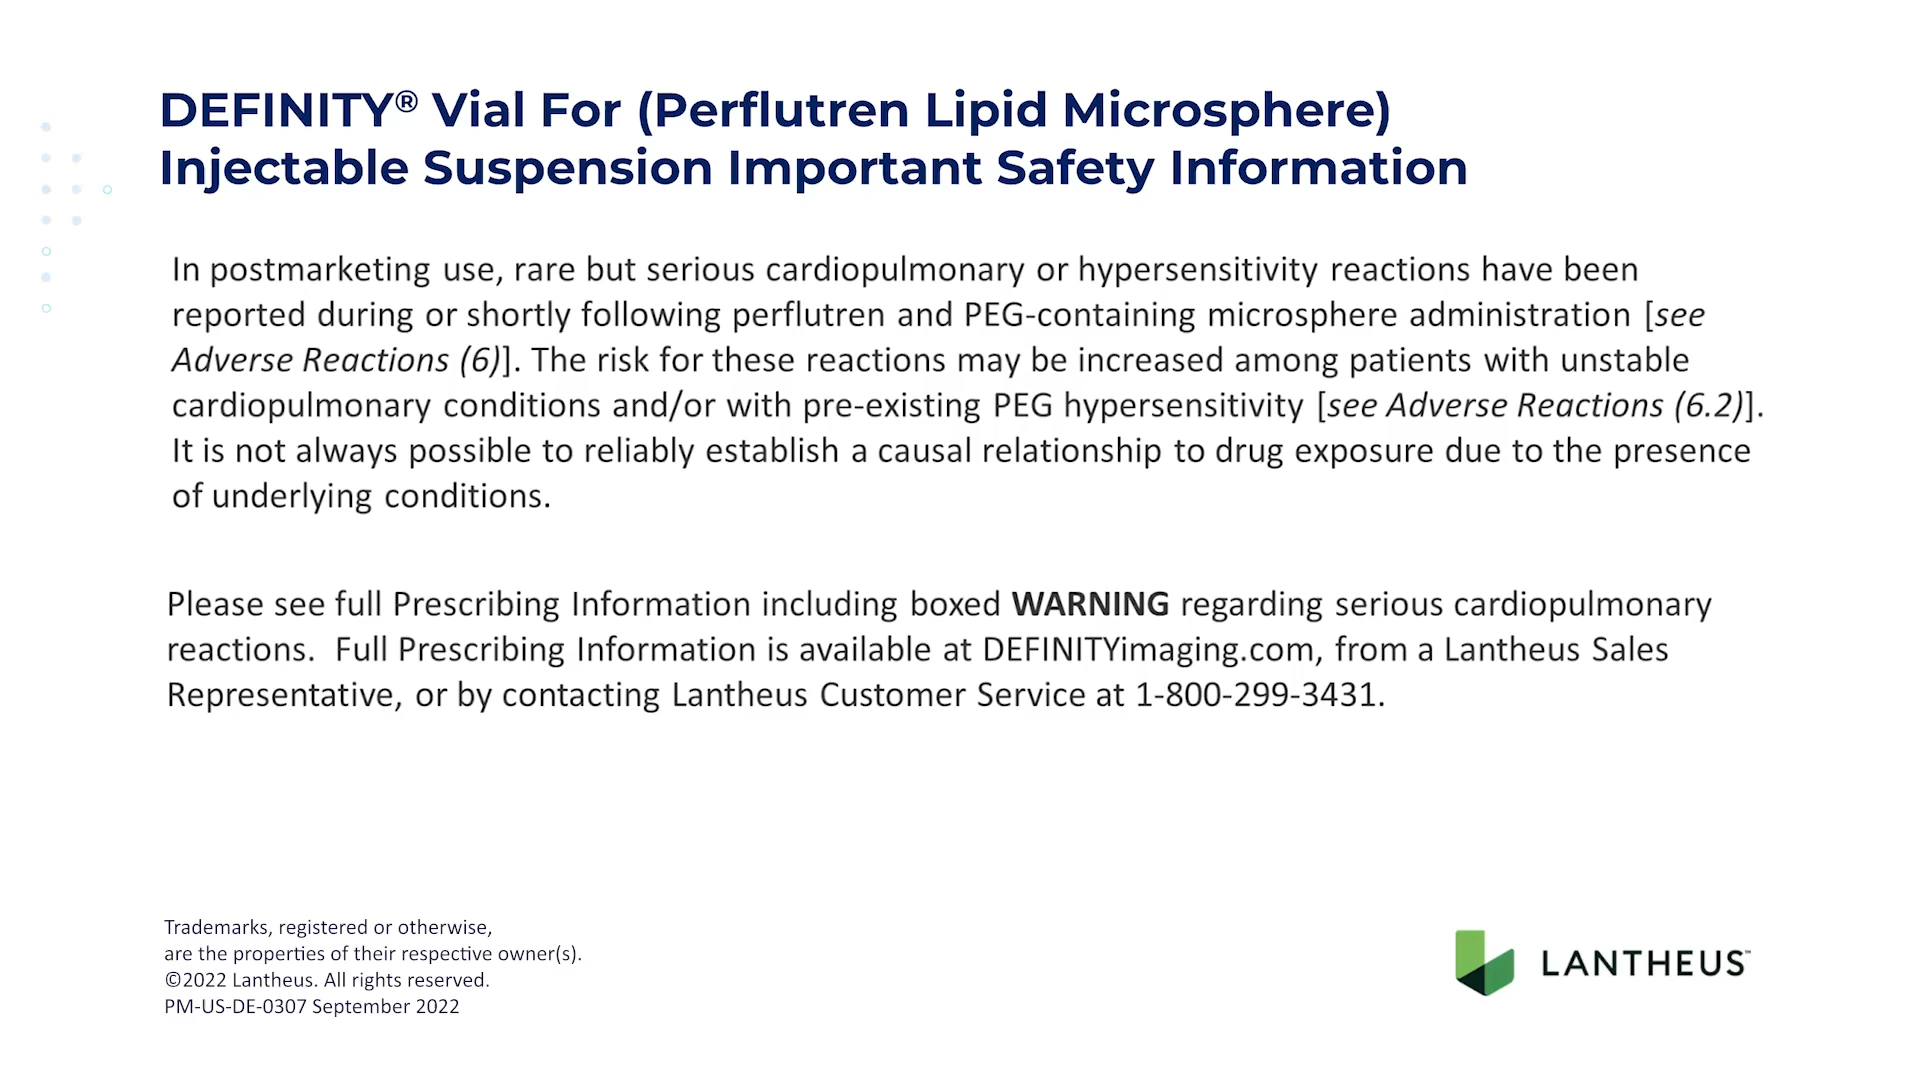 DEFINITY® Vial For (Perflutren Lipid Microsphere)
Injectable Suspension Important Safety Information
In postmarketing use, rare but serious cardiopulmonary or hypersensitivity reactions have been
reported during or shortly following perflutren and PEG-containing microsphere administration [see
Adverse Reactions (6)]. The risk for these reactions may be increased among patients with unstable
cardiopulmonary conditions and/or with pre-existing PEG hypersensitivity [see Adverse Reactions (6.2)].
It is not always possible to reliably establish a causal relationship to drug exposure due to the presence
of underlying conditions.
Please see full Prescribing Information including boxed WARNING regarding serious cardiopulmonary
reactions.  Full Prescribing Information is available at DEFINITYimaging.com, from a Lantheus Sales
Representative, or by contacting Lantheus Customer Service at 1-800-299-3431.
Trademarks, registered or otherwise,
are the properties of their respective owner(s).
©2022 Lantheus. All rights reserved.
PM-US-DE-0307 September 2022
LANTHEUS™